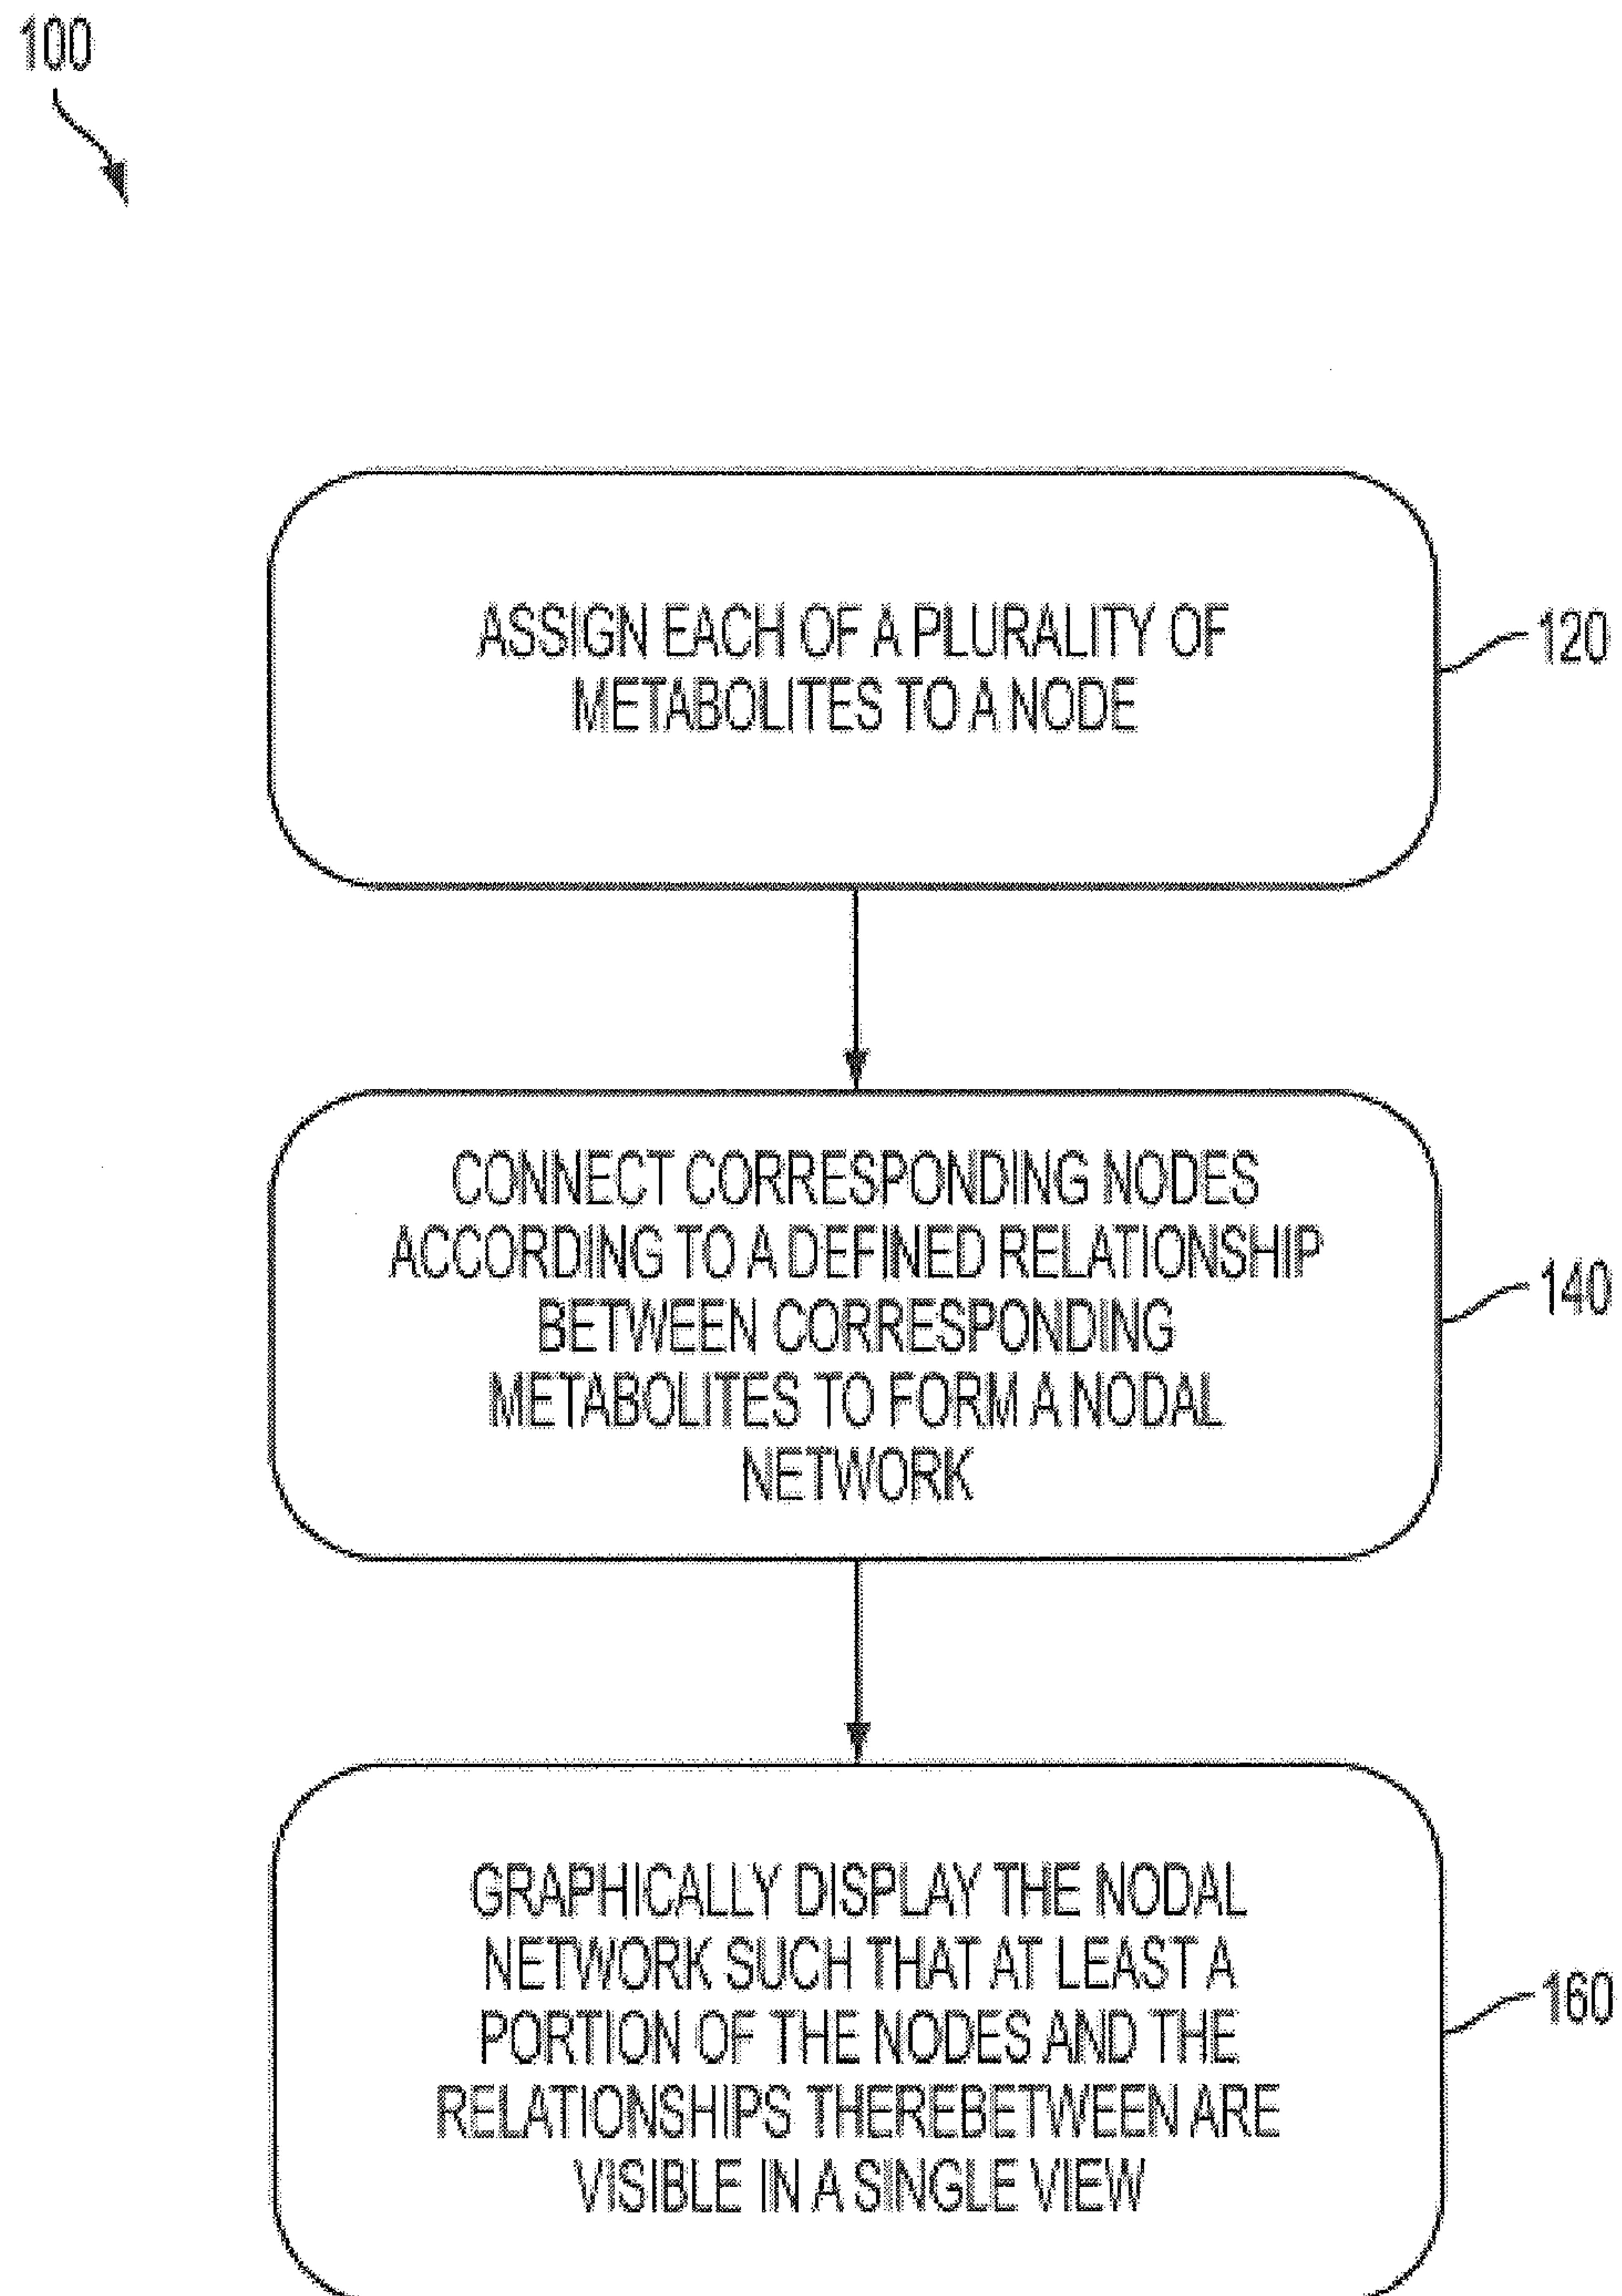 100
ASSIGN EACH OF A PLURALITY OF
METABOLITES TO A NODE
120
CONNECT CORRESPONDING NODES
ACCORDING TO A DEFINED RELATIONSHIP
BETWEEN CORRESPONDING
METABOLITES TO FORM A NODAL
NETWORK
140
GRAPHICALLY DISPLAY THE NODAL
NETWORK SUCH THAT AT LEAST A
PORTION OF THE NODES AND THE
RELATIONSHIPS THEREBETWEEN ARE
VISIBLE IN A SINGLE VIEW
160